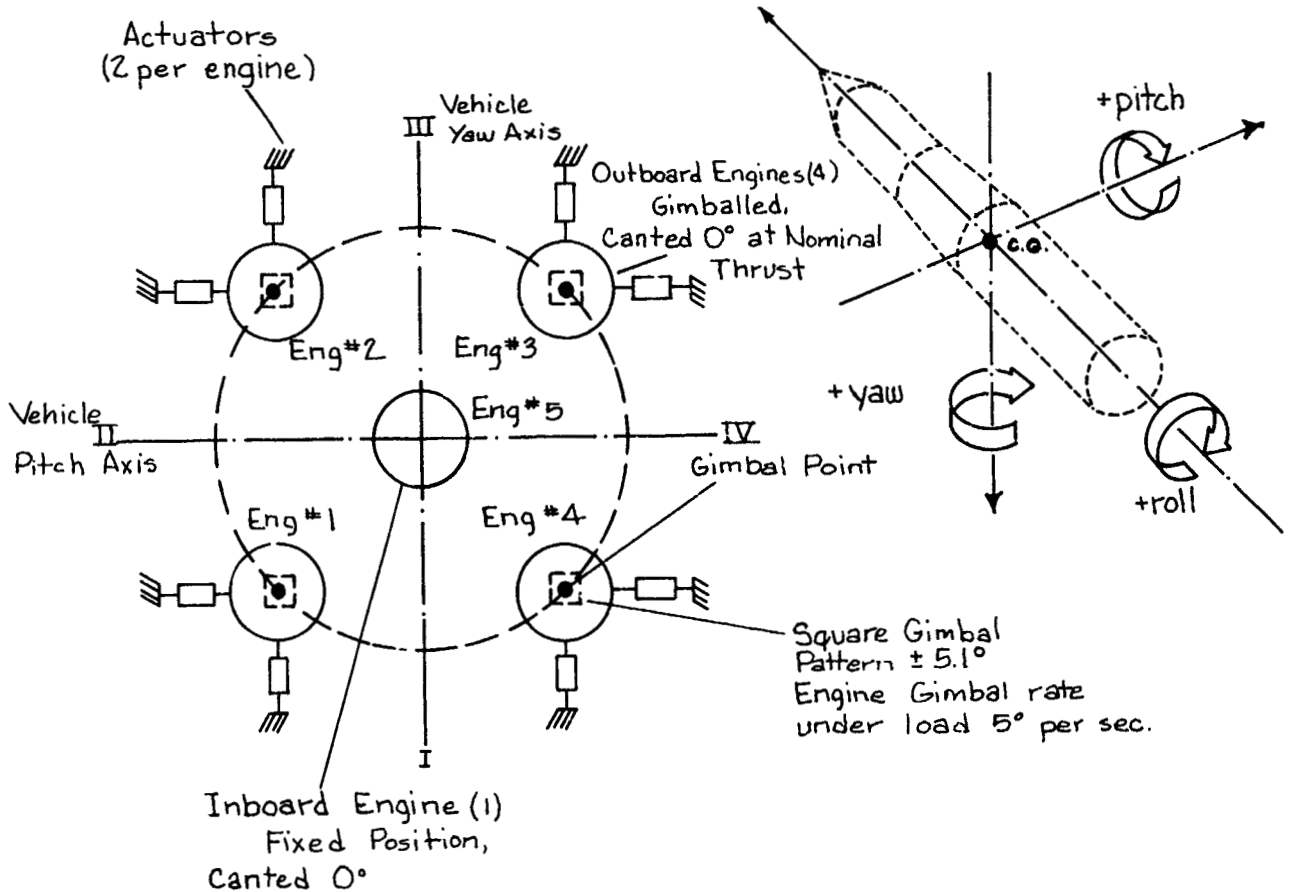 Actuators
(2 per engine)
III
Vehicle
Yaw Axis
Outboard Engines(4)
Gimballed,
Canted 0° at Nominal
Thrust
Eng#2
Eng#3
Eng#5
Vehicle
II
Pitch Axis
IV
Gimbal Point
Eng#1
Eng#4
Square Gimbal
Pattern ± 5.1°
Engine Gimbal rate
under load 5° per sec.
I
Inboard Engine (1)
Fixed Position,
Canted 0°
+pitch
C.G.
+yaw
+roll